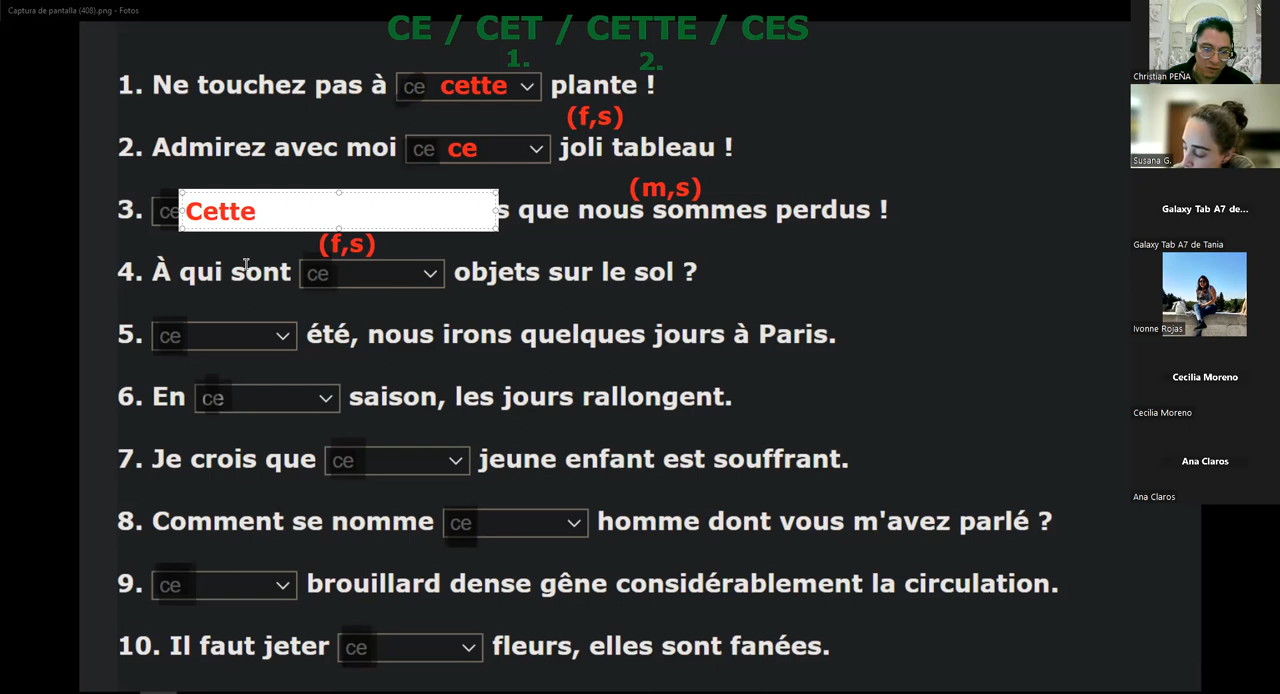 Captura de pantalla (408).png - Fotos
CE / CET / CETTE / CES
1. 2.
1. Ne touchez pas à ce cette plante !
(f,s)
2. Admirez avec moi ce ce joli tableau !
(m,s)
3. ce Cette s que nous sommes perdus !
(f,s)
4. À qui sont ce objets sur le sol ?
5. ce été, nous irons quelques jours à Paris.
6. En ce saison, les jours rallongent.
7. Je crois que ce jeune enfant est souffrant.
8. Comment se nomme ce homme dont vous m'avez parlé ?
9. ce brouillard dense gêne considérablement la circulation.
10. Il faut jeter ce fleurs, elles sont fanées.
Christian PEÑA
Susana G.
Galaxy Tab A7 de...
Galaxy Tab A7 de Tania
Ivonne Rojas
Cecilia Moreno
Cecilia Moreno
Ana Claros
Ana Claros